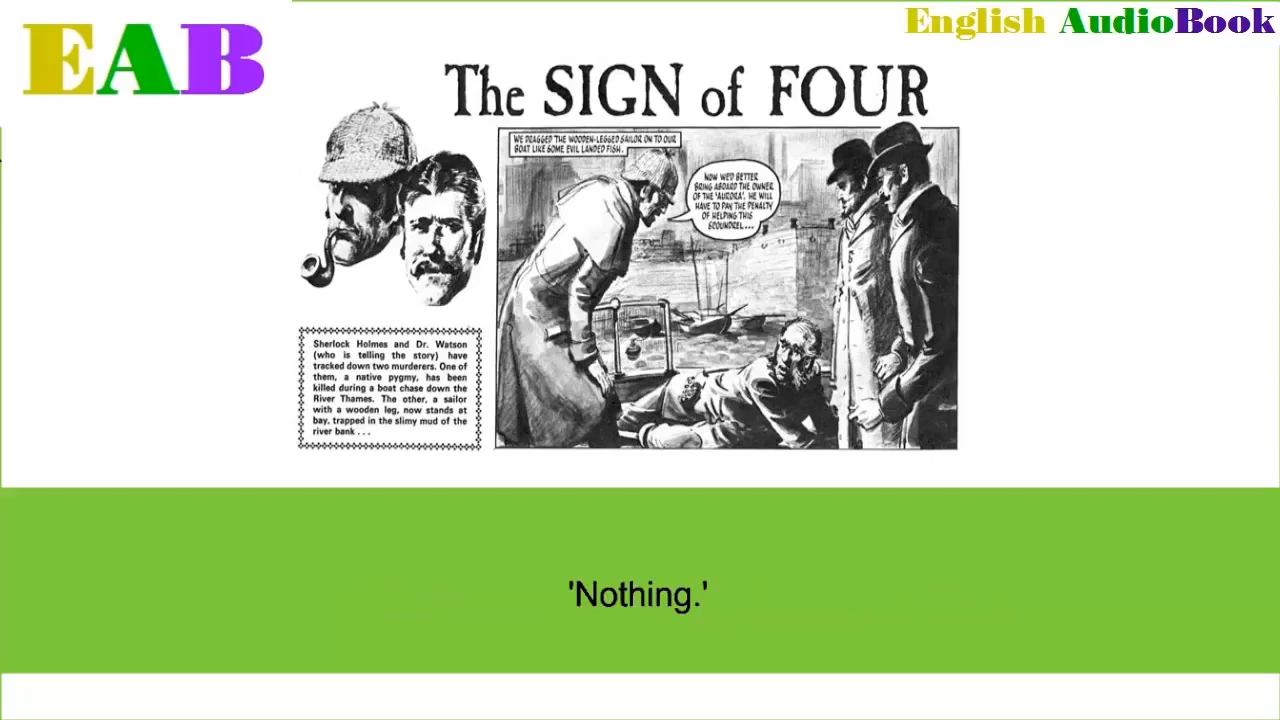 EAB
English AudioBook
The SIGN of FOUR
WE DRAGGED THE WOODEN-LEGGED SAILOR ON TO OUR
BOAT LIKE SOME EVIL LANDED FISH.
NOW WE'D BETTER
BRING ABOARD THE OWNER
OF THE 'AURORA'. HE WILL
HAVE TO PAY THE PENALTY
OF HELPING THIS
SCOUNDREL...
Sherlock Holmes and Dr. Watson
(who is telling the story) have
tracked down two murderers. One of
them, a native pygmy, has been
killed during a boat chase down the
River Thames. The other, a sailor
with a wooden leg, now stands at
bay, trapped in the slimy mud of the
river bank . . .
'Nothing.'